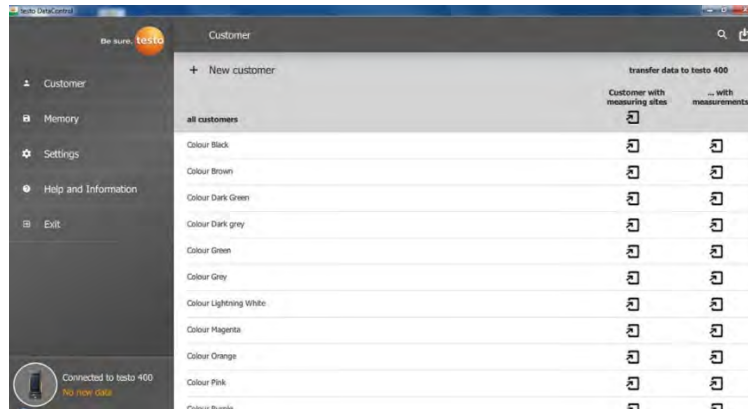 testo DataControl
Be sure. testo
Customer
Memory
Settings
Help and Information
Exit
Connected to testo 400
No new data
Customer
+ New customer
transfer data to testo 400
Customer with
measuring sites
... with
measurements
all customers
Colour Black
Colour Brown
Colour Dark Green
Colour Dark grey
Colour Green
Colour Grey
Colour Lightning White
Colour Magenta
Colour Orange
Colour Pink
Colour Purple